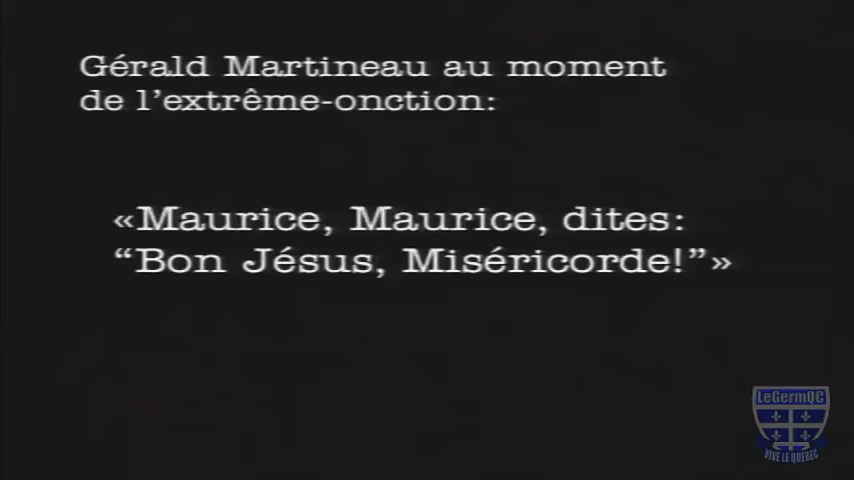 Gérald Martineau au moment
de l'extrême-onction:
«Maurice, Maurice, dites:
“Bon Jésus, Miséricorde!”»
LeGermQC
VIVE LE QUÉBEC